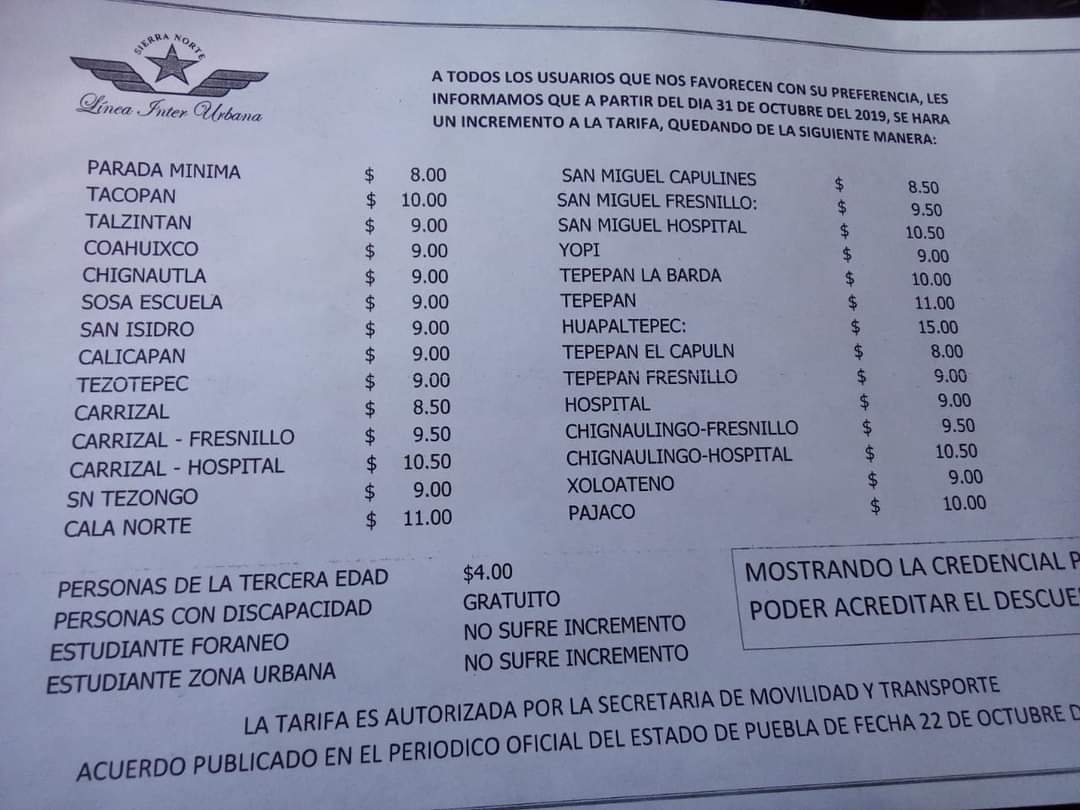 SIERRA NORTE
Línea Inter Urbana
A TODOS LOS USUARIOS QUE NOS FAVORECEN CON SU PREFERENCIA, LES
INFORMAMOS QUE A PARTIR DEL DIA 31 DE OCTUBRE DEL 2019, SE HARA
UN INCREMENTO A LA TARIFA, QUEDANDO DE LA SIGUIENTE MANERA:
PARADA MINIMA $ 8.00
TACOPAN $ 10.00
TALZINTAN $ 9.00
COAHUIXCO $ 9.00
CHIGNAUTLA $ 9.00
SOSA ESCUELA $ 9.00
SAN ISIDRO $ 9.00
CALICAPAN $ 9.00
TEZOTEPEC $ 9.00
CARRIZAL $ 8.50
CARRIZAL - FRESNILLO $ 9.50
CARRIZAL - HOSPITAL $ 10.50
SN TEZONGO $ 9.00
CALA NORTE $ 11.00
SAN MIGUEL CAPULINES $ 8.50
SAN MIGUEL FRESNILLO: $ 9.50
SAN MIGUEL HOSPITAL $ 10.50
YOPI $ 9.00
TEPEPAN LA BARDA $ 10.00
TEPEPAN $ 11.00
HUAPALTEPEC: $ 15.00
TEPEPAN EL CAPULN $ 8.00
TEPEPAN FRESNILLO $ 9.00
HOSPITAL $ 9.00
CHIGNAULINGO-FRESNILLO $ 9.50
CHIGNAULINGO-HOSPITAL $ 10.50
XOLOATENO $ 9.00
PAJACO $ 10.00
PERSONAS DE LA TERCERA EDAD $4.00
PERSONAS CON DISCAPACIDAD GRATUITO
ESTUDIANTE FORANEO NO SUFRE INCREMENTO
ESTUDIANTE ZONA URBANA NO SUFRE INCREMENTO
MOSTRANDO LA CREDENCIAL P
PODER ACREDITAR EL DESCUE
LA TARIFA ES AUTORIZADA POR LA SECRETARIA DE MOVILIDAD Y TRANSPORTE
ACUERDO PUBLICADO EN EL PERIODICO OFICIAL DEL ESTADO DE PUEBLA DE FECHA 22 DE OCTUBRE D